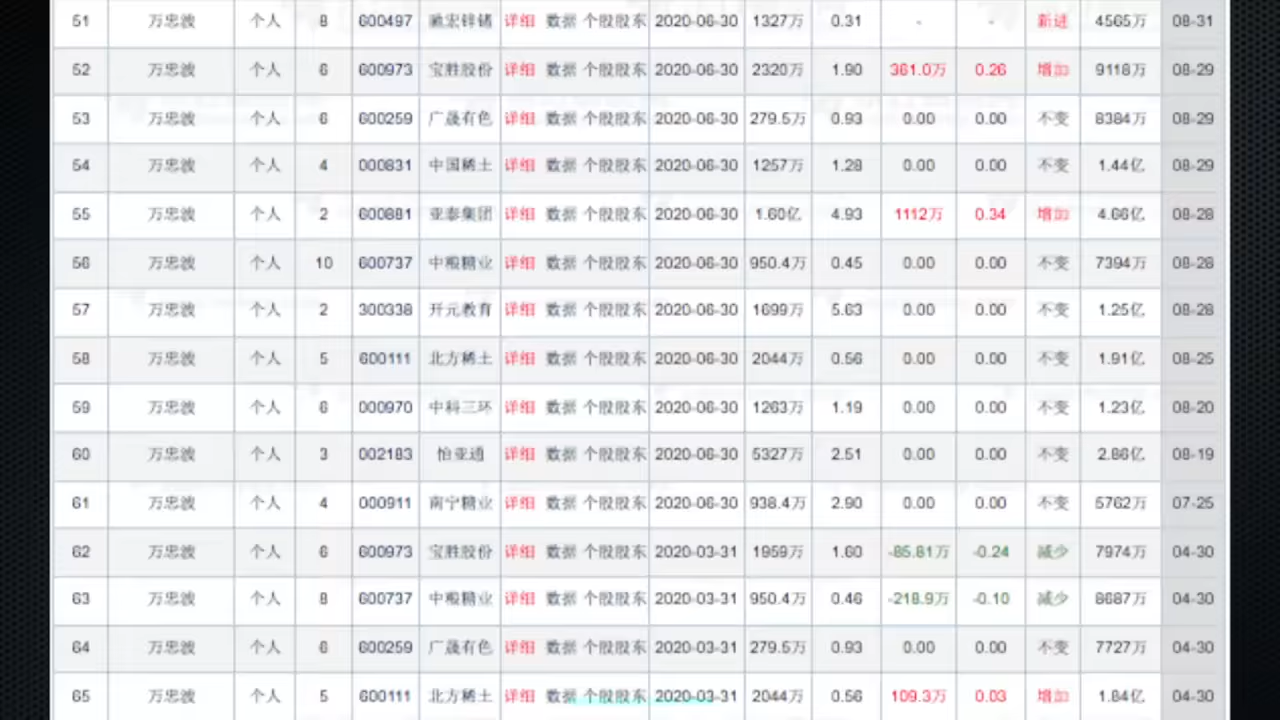 51 万忠波 个人 8 600497 驰宏锌锗 详细 数据 个股股东 2020-06-30 1327万 0.31 - - 新进 4565万 08-31
52 万忠波 个人 6 600973 宝胜股份 详细 数据 个股股东 2020-06-30 2320万 1.90 361.0万 0.26 增加 9118万 08-29
53 万忠波 个人 6 600259 广晟有色 详细 数据 个股股东 2020-06-30 279.5万 0.93 0.00 0.00 不变 8384万 08-29
54 万忠波 个人 4 000831 中国稀土 详细 数据 个股股东 2020-06-30 1257万 1.28 0.00 0.00 不变 1.44亿 08-29
55 万忠波 个人 2 600881 亚泰集团 详细 数据 个股股东 2020-06-30 1.60亿 4.93 1112万 0.34 增加 4.66亿 08-28
56 万忠波 个人 10 600737 中粮糖业 详细 数据 个股股东 2020-06-30 950.4万 0.45 0.00 0.00 不变 7394万 08-28
57 万忠波 个人 2 300338 开元教育 详细 数据 个股股东 2020-06-30 1699万 5.63 0.00 0.00 不变 1.25亿 08-28
58 万忠波 个人 5 600111 北方稀土 详细 数据 个股股东 2020-06-30 2044万 0.56 0.00 0.00 不变 1.91亿 08-25
59 万忠波 个人 6 000970 中科三环 详细 数据 个股股东 2020-06-30 1263万 1.19 0.00 0.00 不变 1.23亿 08-20
60 万忠波 个人 3 002183 怡亚通 详细 数据 个股股东 2020-06-30 5327万 2.51 0.00 0.00 不变 2.86亿 08-19
61 万忠波 个人 4 000911 南宁糖业 详细 数据 个股股东 2020-06-30 938.4万 2.90 0.00 0.00 不变 5762万 07-25
62 万忠波 个人 6 600973 宝胜股份 详细 数据 个股股东 2020-03-31 1959万 1.60 -85.81万 -0.24 减少 7974万 04-30
63 万忠波 个人 8 600737 中粮糖业 详细 数据 个股股东 2020-03-31 950.4万 0.46 -218.9万 -0.10 减少 8687万 04-30
64 万忠波 个人 6 600259 广晟有色 详细 数据 个股股东 2020-03-31 279.5万 0.93 0.00 0.00 不变 7727万 04-30
65 万忠波 个人 5 600111 北方稀土 详细 数据 个股股东 2020-03-31 2044万 0.56 109.3万 0.03 增加 1.84亿 04-30